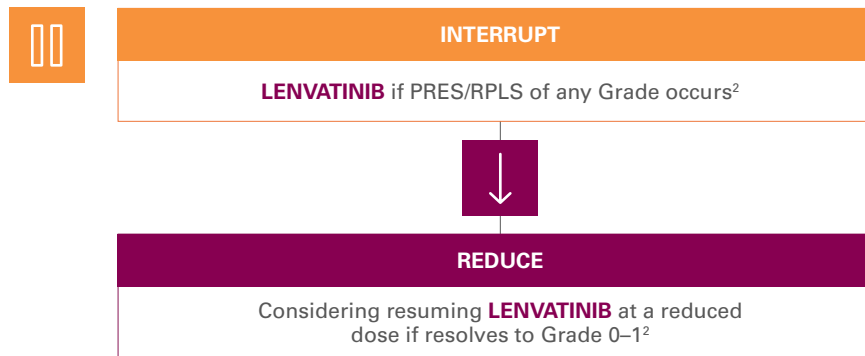 INTERRUPT
LENVATINIB if PRES/RPLS of any Grade occurs²
REDUCE
Considering resuming LENVATINIB at a reduced
dose if resolves to Grade 0–1²